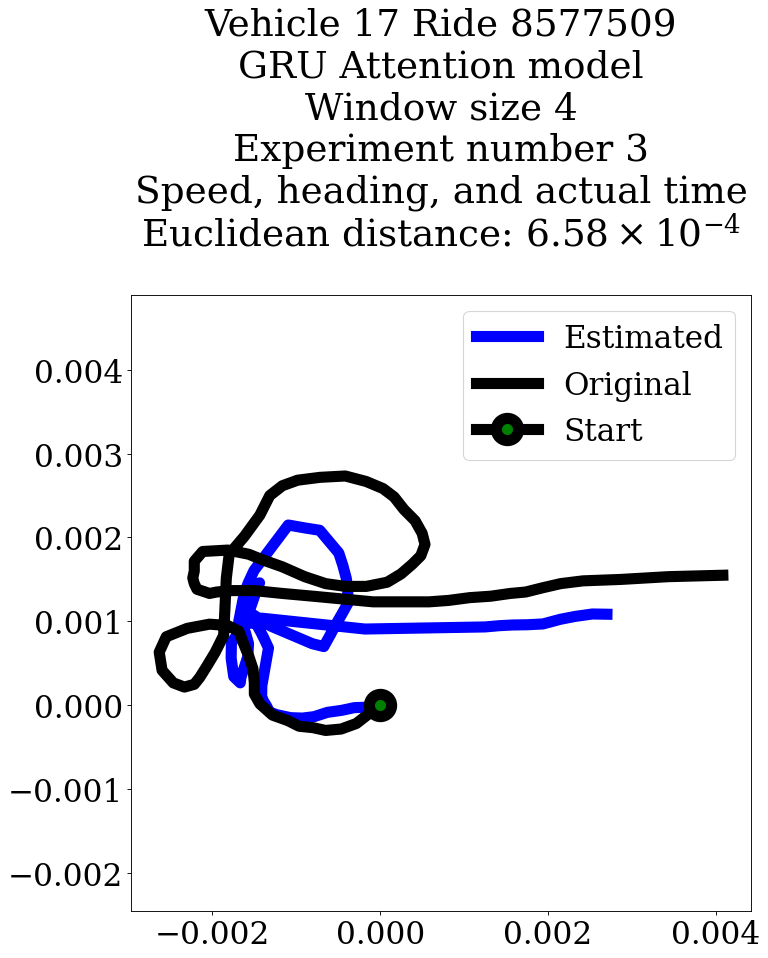 Vehicle 17 Ride 8577509
GRU Attention model
Window size 4
Experiment number 3
Speed, heading, and actual time
Euclidean distance: 6.58 × 10⁻⁴
Estimated
Original
Start
0.004
0.003
0.002
0.001
0.000
−0.001
−0.002
−0.002 0.000 0.002 0.004